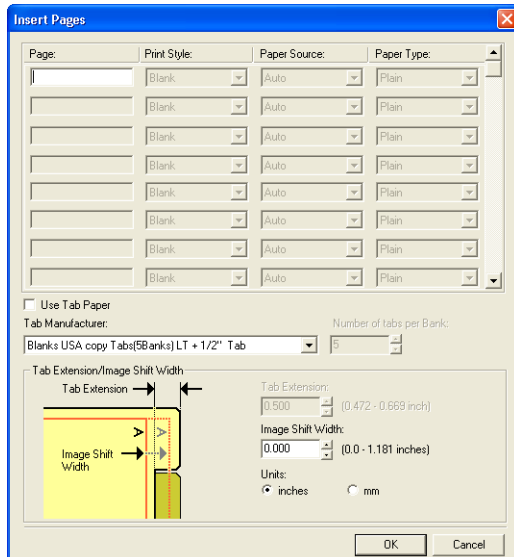 Insert Pages
Page: Print Style: Paper Source: Paper Type:
Blank Auto Plain
Blank Auto Plain
Blank Auto Plain
Blank Auto Plain
Blank Auto Plain
Blank Auto Plain
Blank Auto Plain
Blank Auto Plain
Use Tab Paper
Tab Manufacturer: Number of tabs per Bank:
Blanks USA copy Tabs(5Banks) LT + 1/2" Tab 5
Tab Extension/Image Shift Width
Tab Extension
A A
Image Shift
Width
Tab Extension:
0.500 (0.472 - 0.669 inch)
Image Shift Width:
0.000 (0.0 - 1.181 inches)
Units:
inches mm
OK Cancel